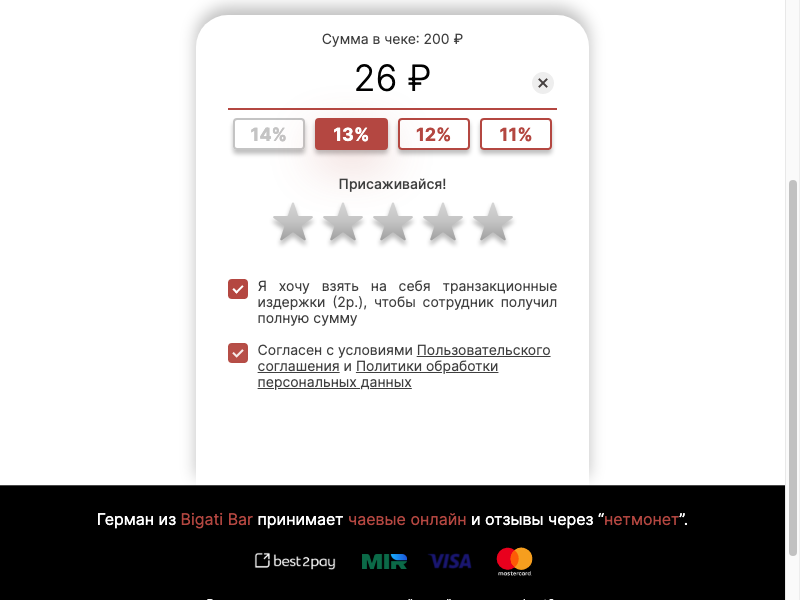 Сумма в чеке: 200 ₽
26 ₽
14% 13% 12% 11%
Присаживайся!
Я хочу взять на себя транзакционные
издержки (2р.), чтобы сотрудник получил
полную сумму
Согласен с условиями Пользовательского
соглашения и Политики обработки
персональных данных
Герман из Bigati Bar принимает чаевые онлайн и отзывы через “нетмонет”.
best2pay MIR VISA mastercard